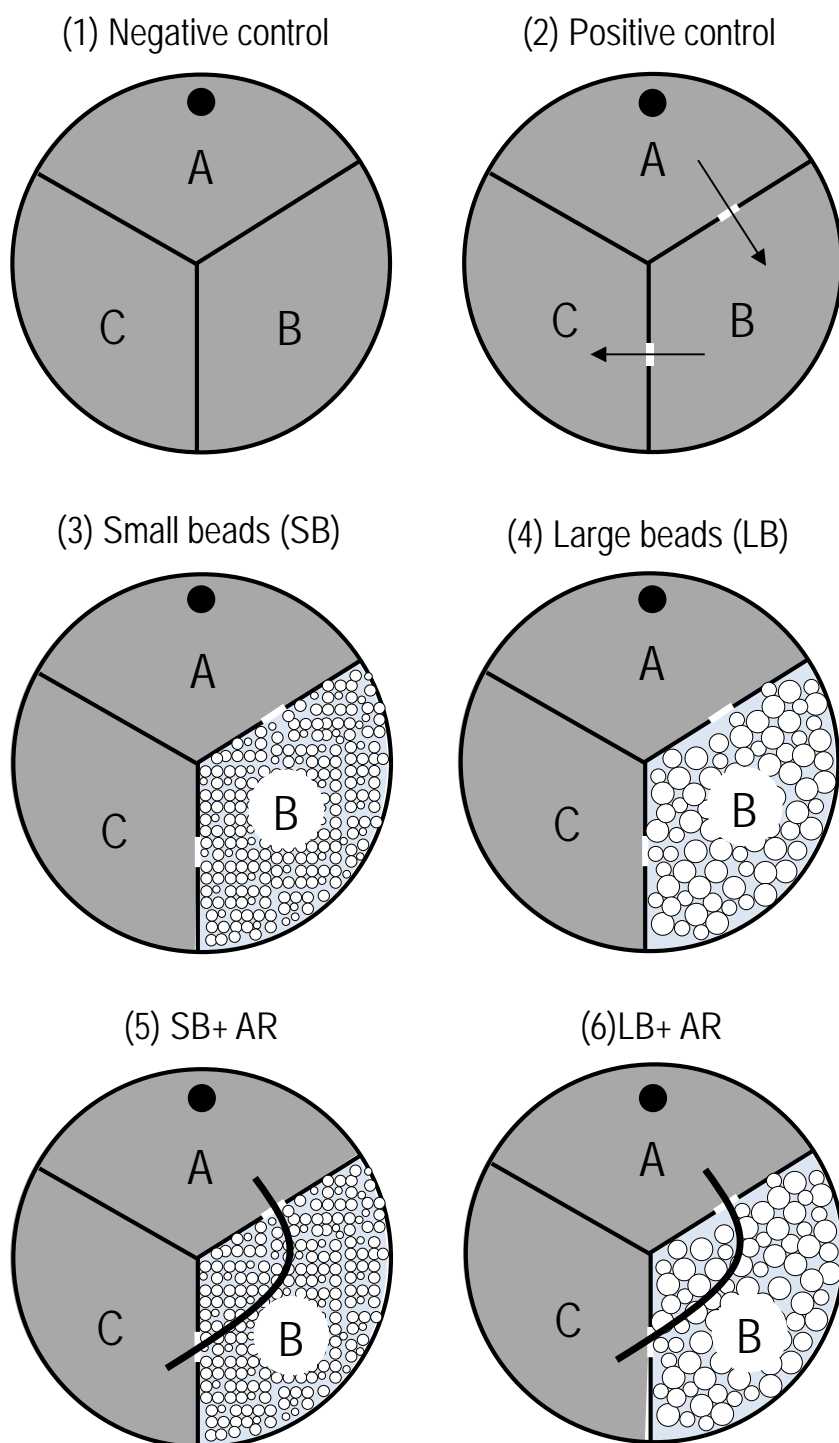 (1) Negative control
A
C
B
(2) Positive control
A
C
B
(3) Small beads (SB)
A
C
B
(4) Large beads (LB)
A
C
B
(5) SB+ AR
A
C
B
(6)LB+ AR
A
C
B